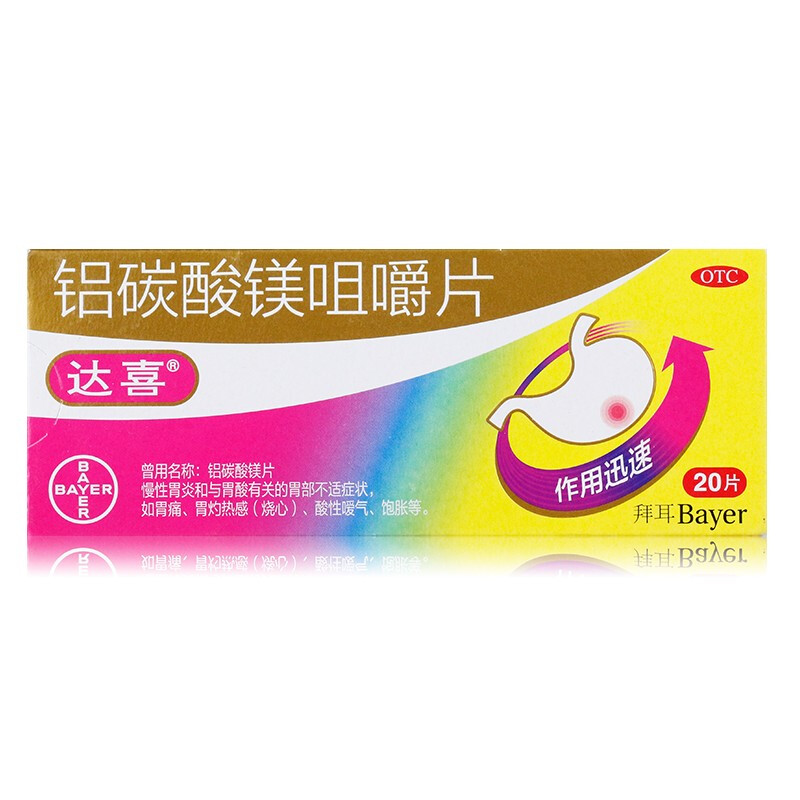 铝碳酸镁咀嚼片
OTC
达喜®
BAYER
BAYER
曾用名称：铝碳酸镁片
慢性胃炎和与胃酸有关的胃部不适症状，
如胃痛、胃灼热感（烧心）、酸性嗳气、饱胀等。
作用迅速
20片
拜耳Bayer